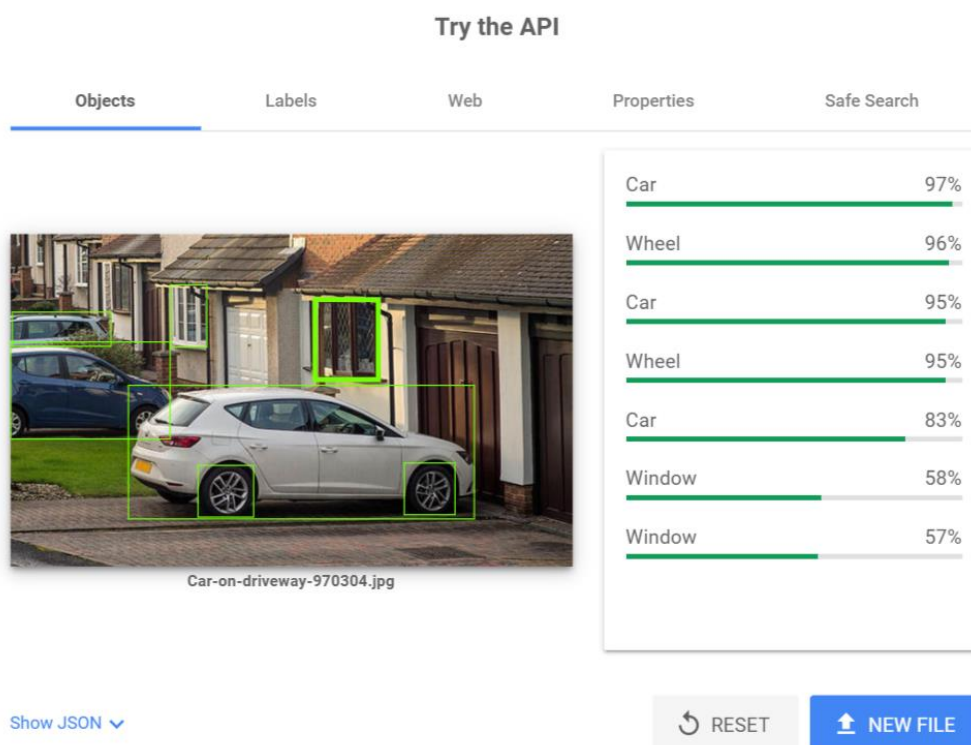 Try the API
Objects Labels Web Properties Safe Search
Car 97%
Wheel 96%
Car 95%
Wheel 95%
Car 83%
Window 58%
Window 57%
Car-on-driveway-970304.jpg
Show JSON RESET NEW FILE